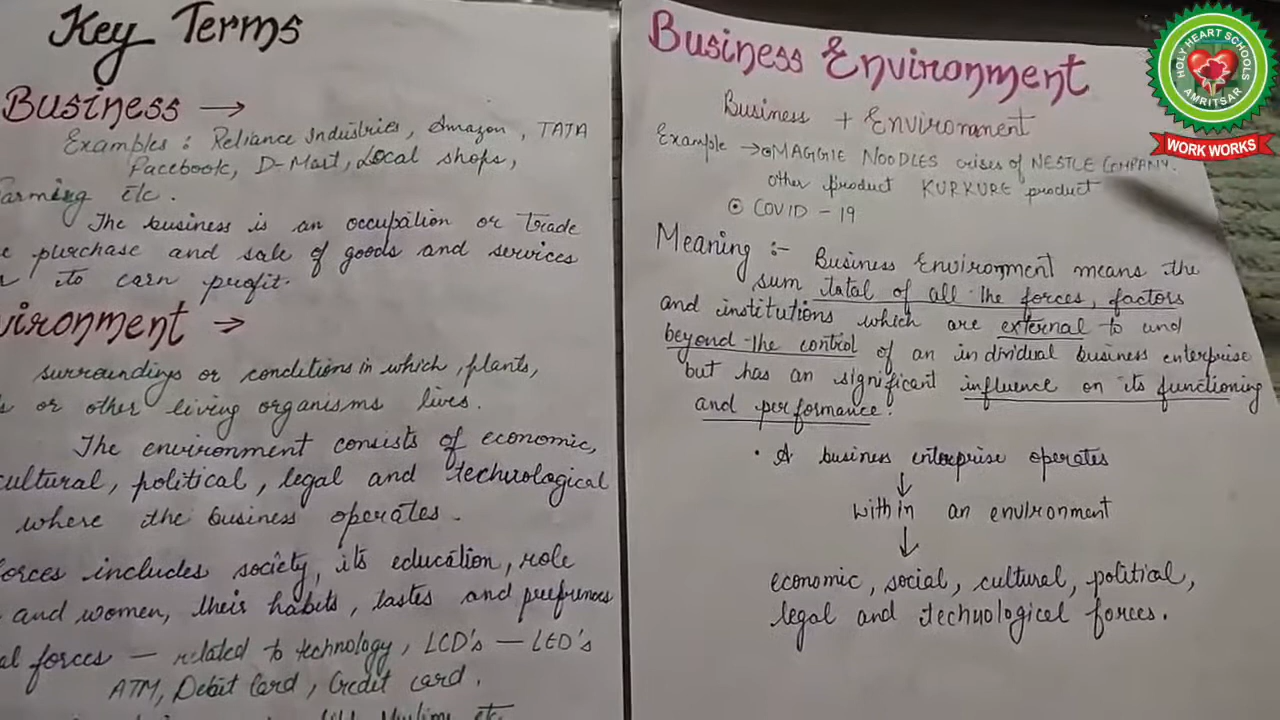 Key Terms
Business →
Examples : Reliance Industries, Amazon, TATA
Facebook, D-Mart, Local shops,
arming etc.
The business is an occupation or trade
purchase and sale of goods and services
to earn profit.
vironment →
surroundings or conditions in which, plants,
or other living organisms lives.
The environment consists of economic,
cultural, political, legal and technological
where the business operates.
forces includes society, its education, role
and women, their habits, tastes and prefrences
al forces — related to technology, LCD's — LED's
ATM, Debit Card, Credit card.
etc
Business Environment
Business + Environment
Example → ⊙ MAGGIE NOODLES crises of NESTLE COMPANY.
other product KURKURE product
⊙ COVID - 19
Meaning :- Business Environment means the
sum total of all the forces, factors
and institutions which are external to and
beyond the control of an individual business enterprise
but has an significant influence on its functioning
and performance.
• A business enterprise operates
↓
within an environment
↓
economic, social, cultural, political,
legal and technological forces.
HOLY HEART SCHOOLS
AMRITSAR
WORK WORKS